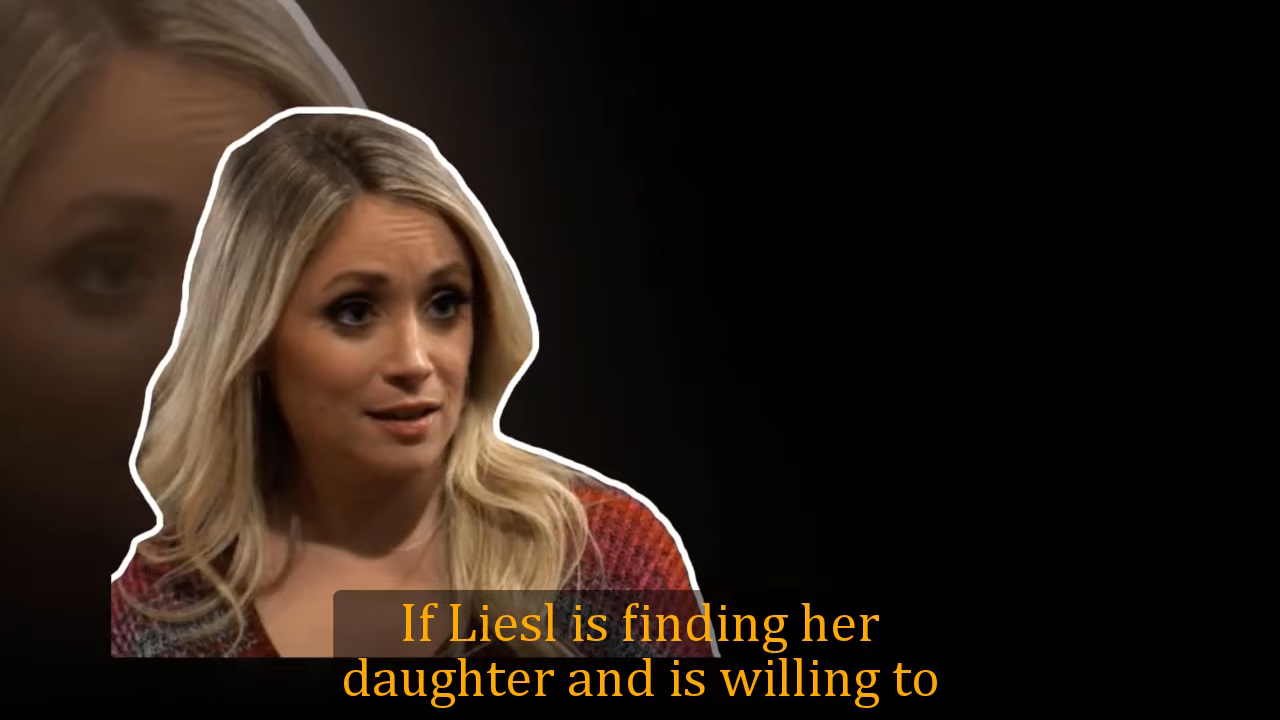 If Liesl is finding her
daughter and is willing to